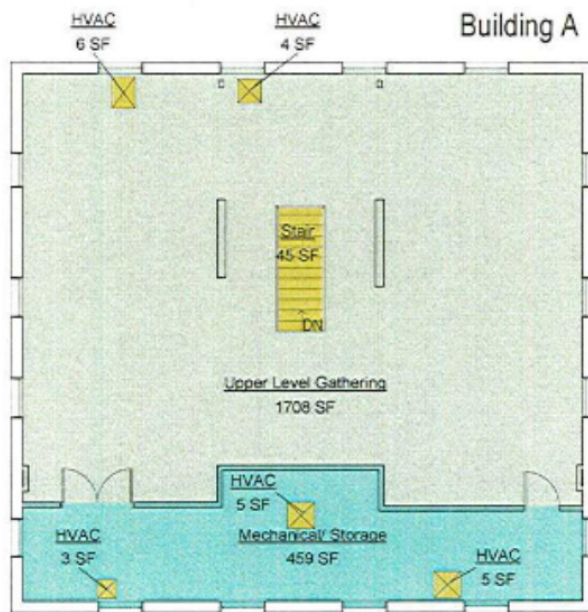 Building A
HVAC
6 SF
HVAC
4 SF
Stair
45 SF
DN
Upper Level Gathering
1708 SF
HVAC
5 SF
Mechanical/ Storage
459 SF
HVAC
3 SF
HVAC
5 SF